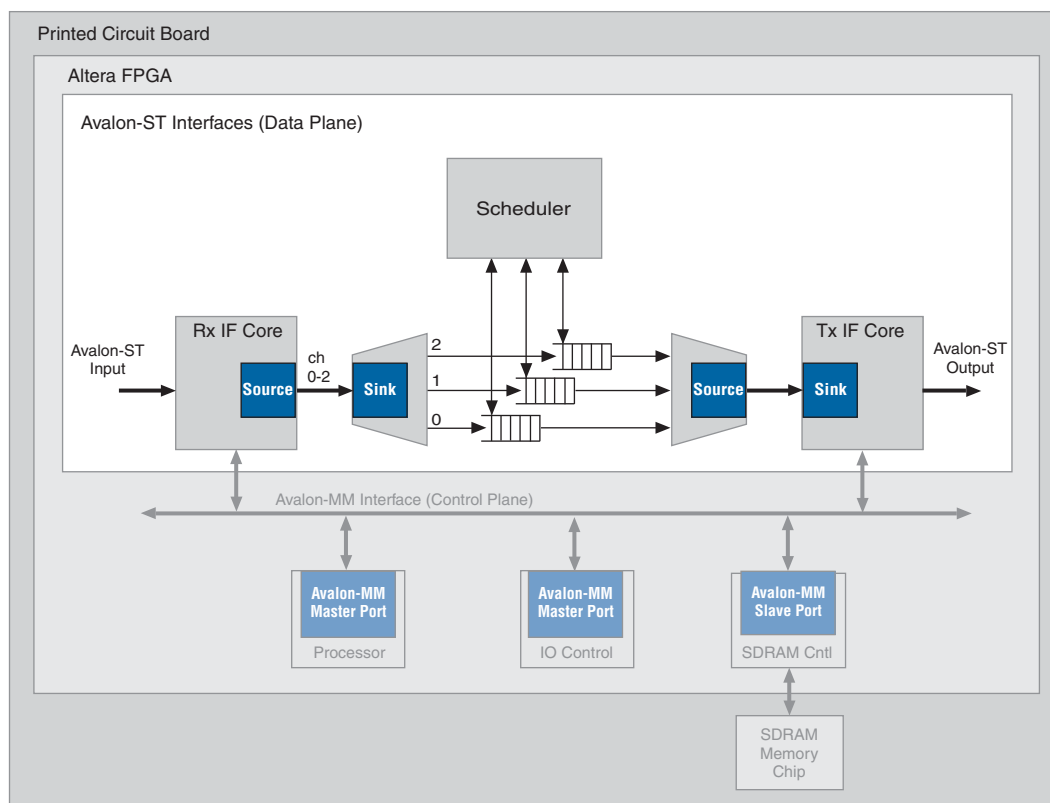 Printed Circuit Board
Altera FPGA
Avalon-ST Interfaces (Data Plane)
Scheduler
Rx IF Core
Tx IF Core
Avalon-ST
Input
Source
ch
0-2
Sink
2
1
0
Source
Sink
Avalon-ST
Output
Avalon-MM Interface (Control Plane)
Avalon-MM
Master Port
Processor
Avalon-MM
Master Port
IO Control
Avalon-MM
Slave Port
SDRAM Cntl
SDRAM
Memory
Chip